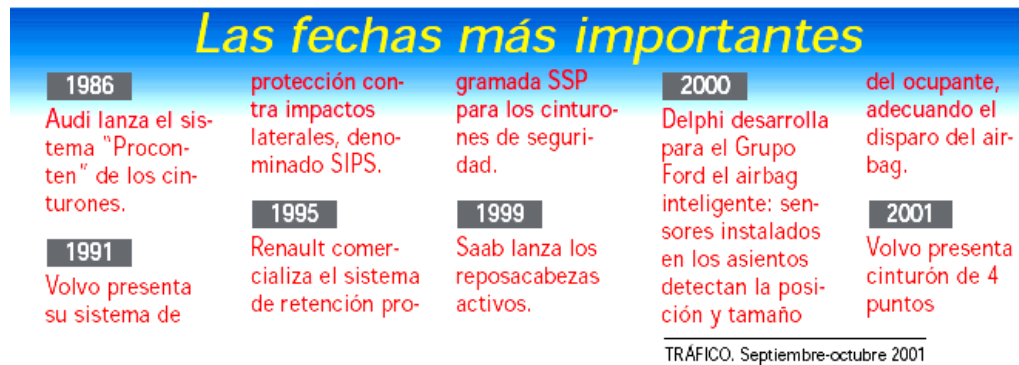 Las fechas más importantes
1986
Audi lanza el sis-
tema "Procon-
ten" de los cin-
turones.
1991
Volvo presenta
su sistema de
protección con-
tra impactos
laterales, deno-
minado SIPS.
1995
Renault comer-
cializa el sistema
de retención pro-
gramada SSP
para los cinturo-
nes de seguri-
dad.
1999
Saab lanza los
reposacabezas
activos.
2000
Delphi desarrolla
para el Grupo
Ford el airbag
inteligente: sen-
sores instalados
en los asientos
detectan la posi-
ción y tamaño
del ocupante,
adecuando el
disparo del air-
bag.
2001
Volvo presenta
cinturón de 4
puntos
TRÁFICO. Septiembre-octubre 2001